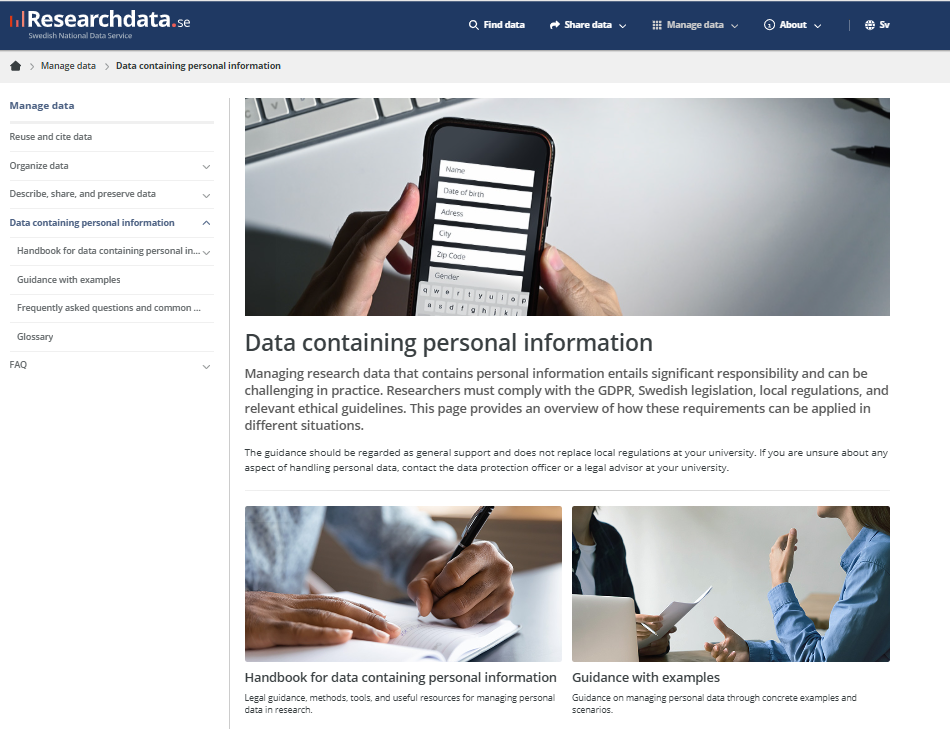 Researchdata.se
Swedish National Data Service
Find data
Share data
Manage data
About
Sv
Manage data
Data containing personal information
Manage data
Reuse and cite data
Organize data
Describe, share, and preserve data
Data containing personal information
Handbook for data containing personal in...
Guidance with examples
Frequently asked questions and common ...
Glossary
FAQ
Name
Date of birth
Adress
City
Zip Code
Gender
q w e r t y u i o p
a s d f g h j k l
Data containing personal information
Managing research data that contains personal information entails significant responsibility and can be
challenging in practice. Researchers must comply with the GDPR, Swedish legislation, local regulations, and
relevant ethical guidelines. This page provides an overview of how these requirements can be applied in
different situations.
The guidance should be regarded as general support and does not replace local regulations at your university. If you are unsure about any
aspect of handling personal data, contact the data protection officer or a legal advisor at your university.
Handbook for data containing personal information
Legal guidance, methods, tools, and useful resources for managing personal
data in research.
Guidance with examples
Guidance on managing personal data through concrete examples and
scenarios.